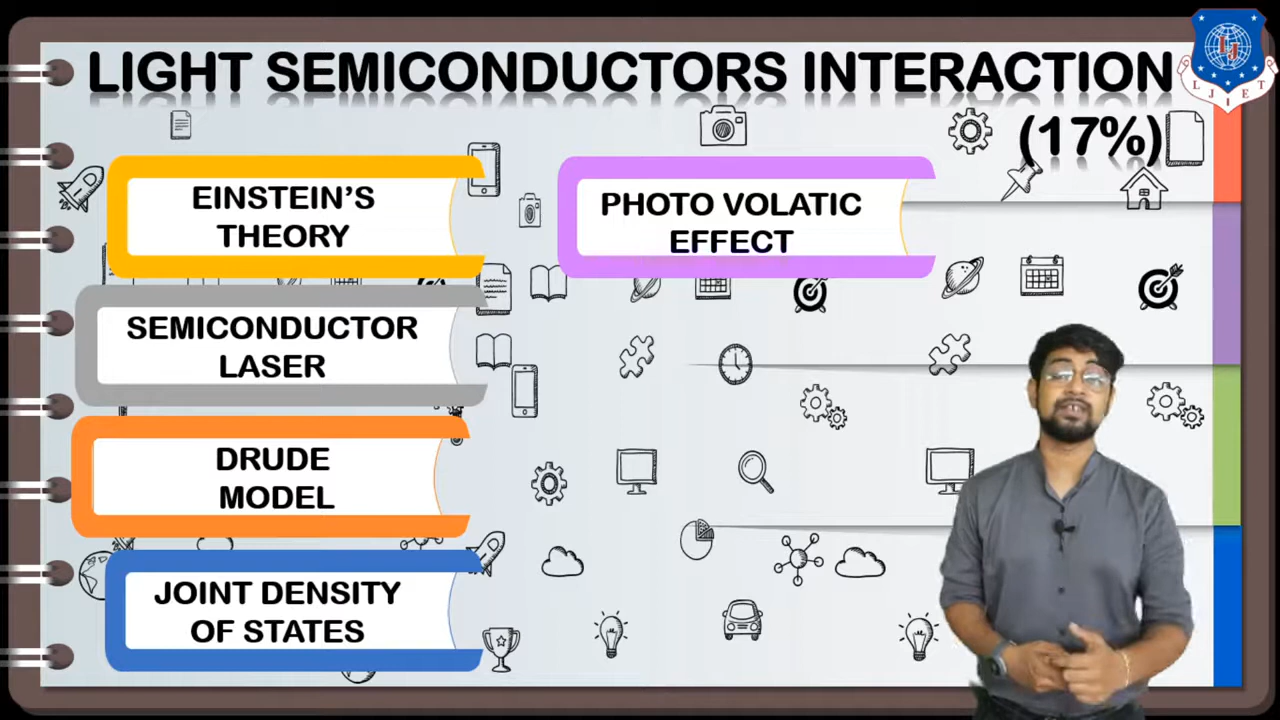 LIGHT SEMICONDUCTORS INTERACTION
(17%)
EINSTEIN’S
THEORY
PHOTO VOLATIC
EFFECT
SEMICONDUCTOR
LASER
DRUDE
MODEL
JOINT DENSITY
OF STATES
LJIET